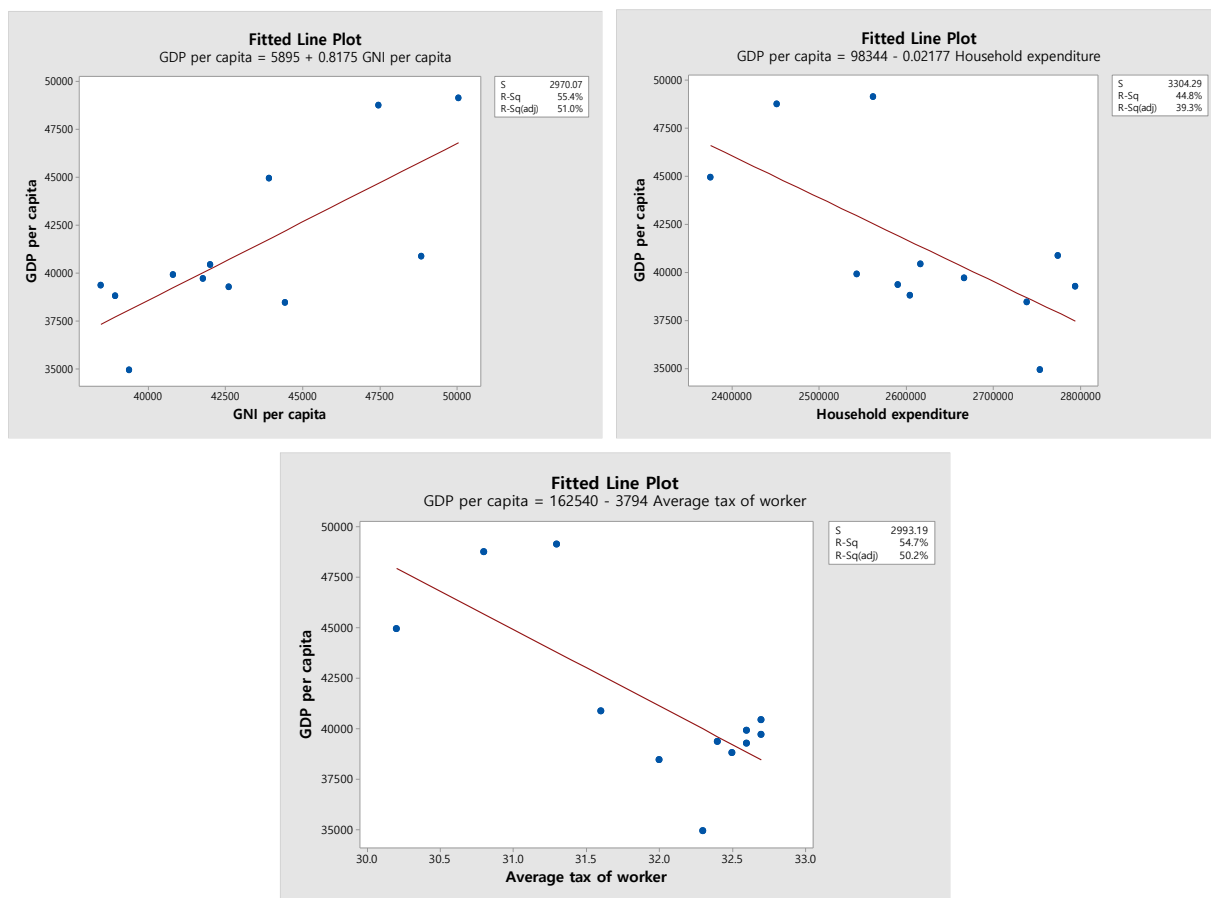 Fitted Line Plot
GDP per capita = 5895 + 0.8175 GNI per capita
S 2970.07
R-Sq 55.4%
R-Sq(adj) 51.0%
50000
47500
45000
42500
40000
37500
35000
GDP per capita
40000 42500 45000 47500 50000
GNI per capita
Fitted Line Plot
GDP per capita = 98344 - 0.02177 Household expenditure
S 3304.29
R-Sq 44.8%
R-Sq(adj) 39.3%
50000
47500
45000
42500
40000
37500
35000
GDP per capita
2400000 2500000 2600000 2700000 2800000
Household expenditure
Fitted Line Plot
GDP per capita = 162540 - 3794 Average tax of worker
S 2993.19
R-Sq 54.7%
R-Sq(adj) 50.2%
50000
47500
45000
42500
40000
37500
35000
GDP per capita
30.0 30.5 31.0 31.5 32.0 32.5 33.0
Average tax of worker